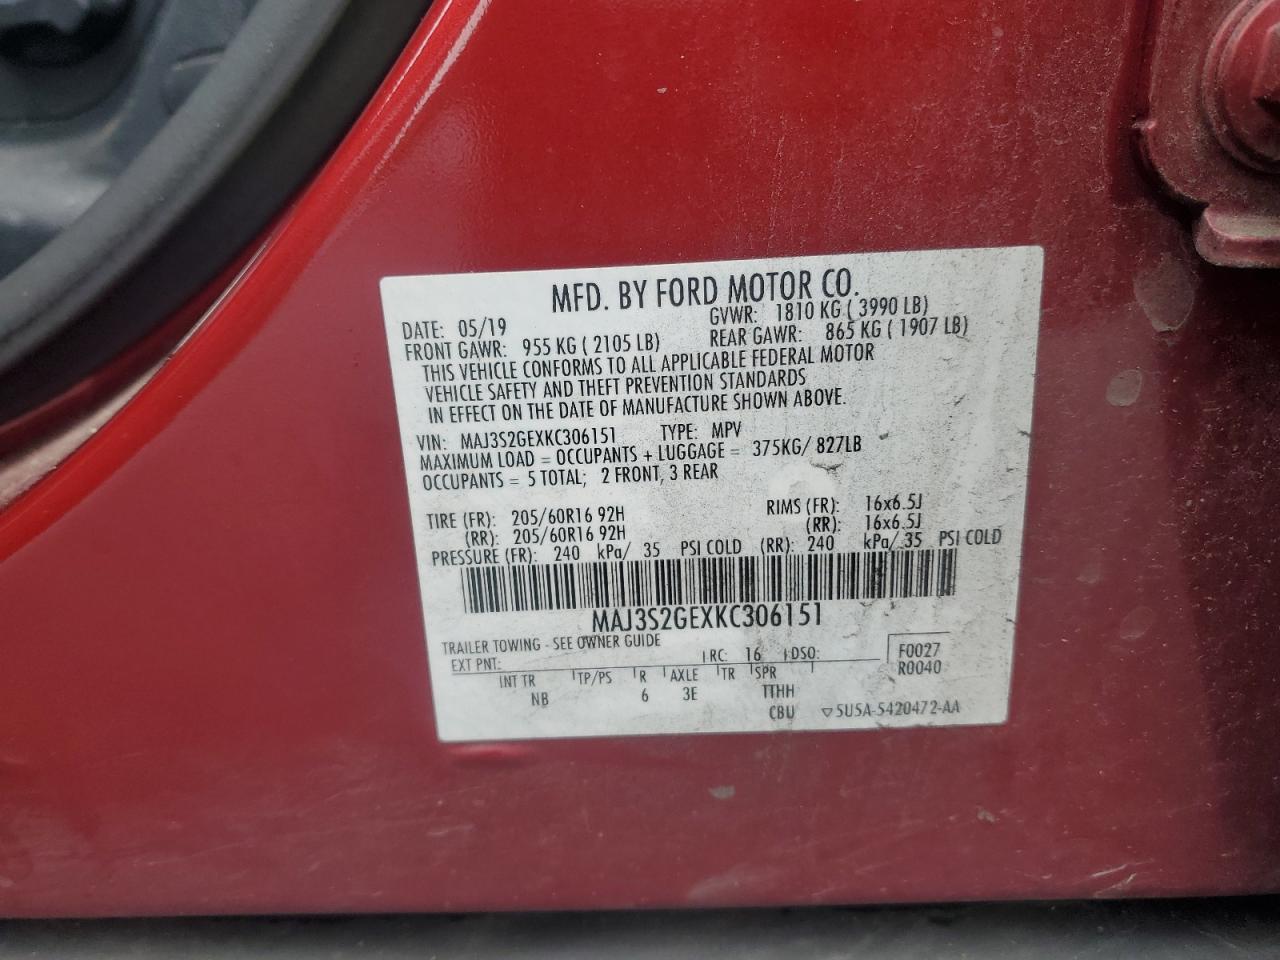 MFD. BY FORD MOTOR CO.
DATE: 05/19 GVWR: 1810 KG ( 3990 LB)
FRONT GAWR: 955 KG ( 2105 LB) REAR GAWR: 865 KG ( 1907 LB)
THIS VEHICLE CONFORMS TO ALL APPLICABLE FEDERAL MOTOR
VEHICLE SAFETY AND THEFT PREVENTION STANDARDS
IN EFFECT ON THE DATE OF MANUFACTURE SHOWN ABOVE.
VIN: MAJ3S2GEXKC306151 TYPE: MPV
MAXIMUM LOAD = OCCUPANTS + LUGGAGE = 375KG/ 827LB
OCCUPANTS = 5 TOTAL; 2 FRONT, 3 REAR
TIRE (FR): 205/60R16 92H RIMS (FR): 16x6.5J
(RR): 205/60R16 92H (RR): 16x6.5J
PRESSURE (FR): 240 kPa/ 35 PSI COLD (RR): 240 kPa/ 35 PSI COLD
MAJ3S2GEXKC306151
TRAILER TOWING - SEE OWNER GUIDE
EXT PNT: RC: 16 DSO: F0027
R0040
INT TR TP/PS R AXLE TR SPR
NB 6 3E TTHH
CBU ▽5U5A-5420472-AA